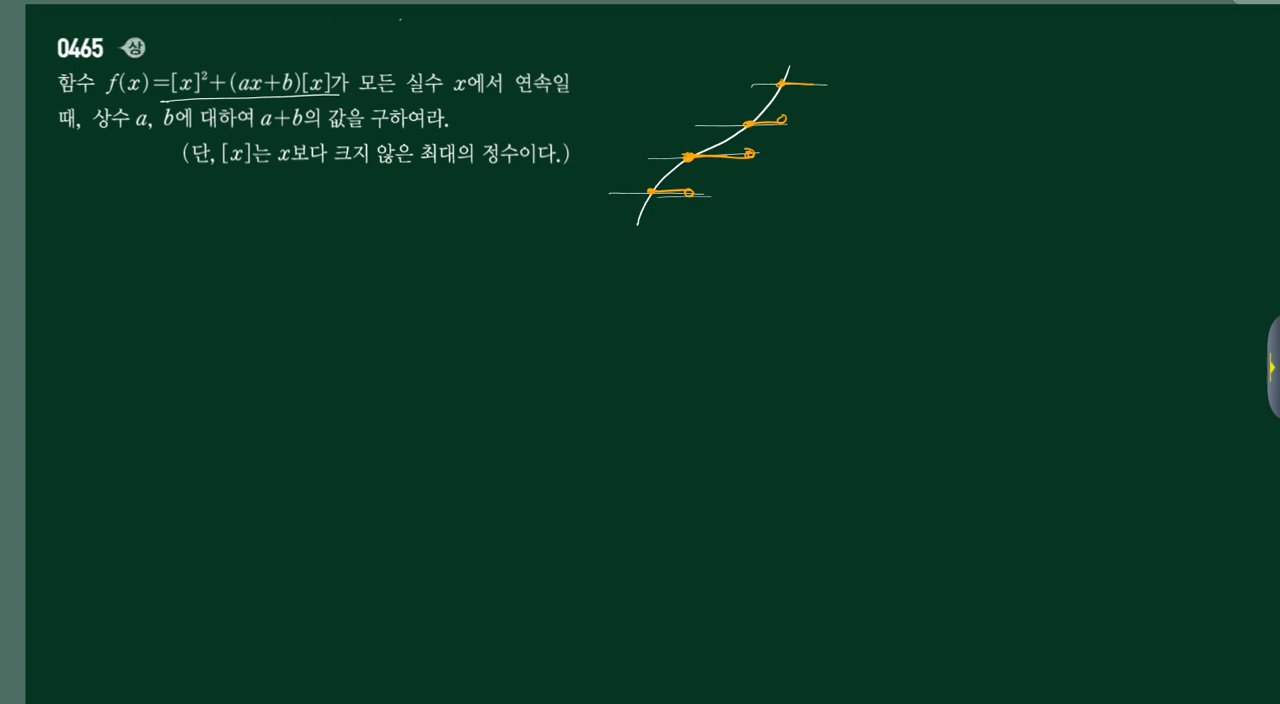 0465 상
함수 f(x)=[x]²+(ax+b)[x]가 모든 실수 x에서 연속일
때, 상수 a, b에 대하여 a+b의 값을 구하여라.
(단, [x]는 x보다 크지 않은 최대의 정수이다.)